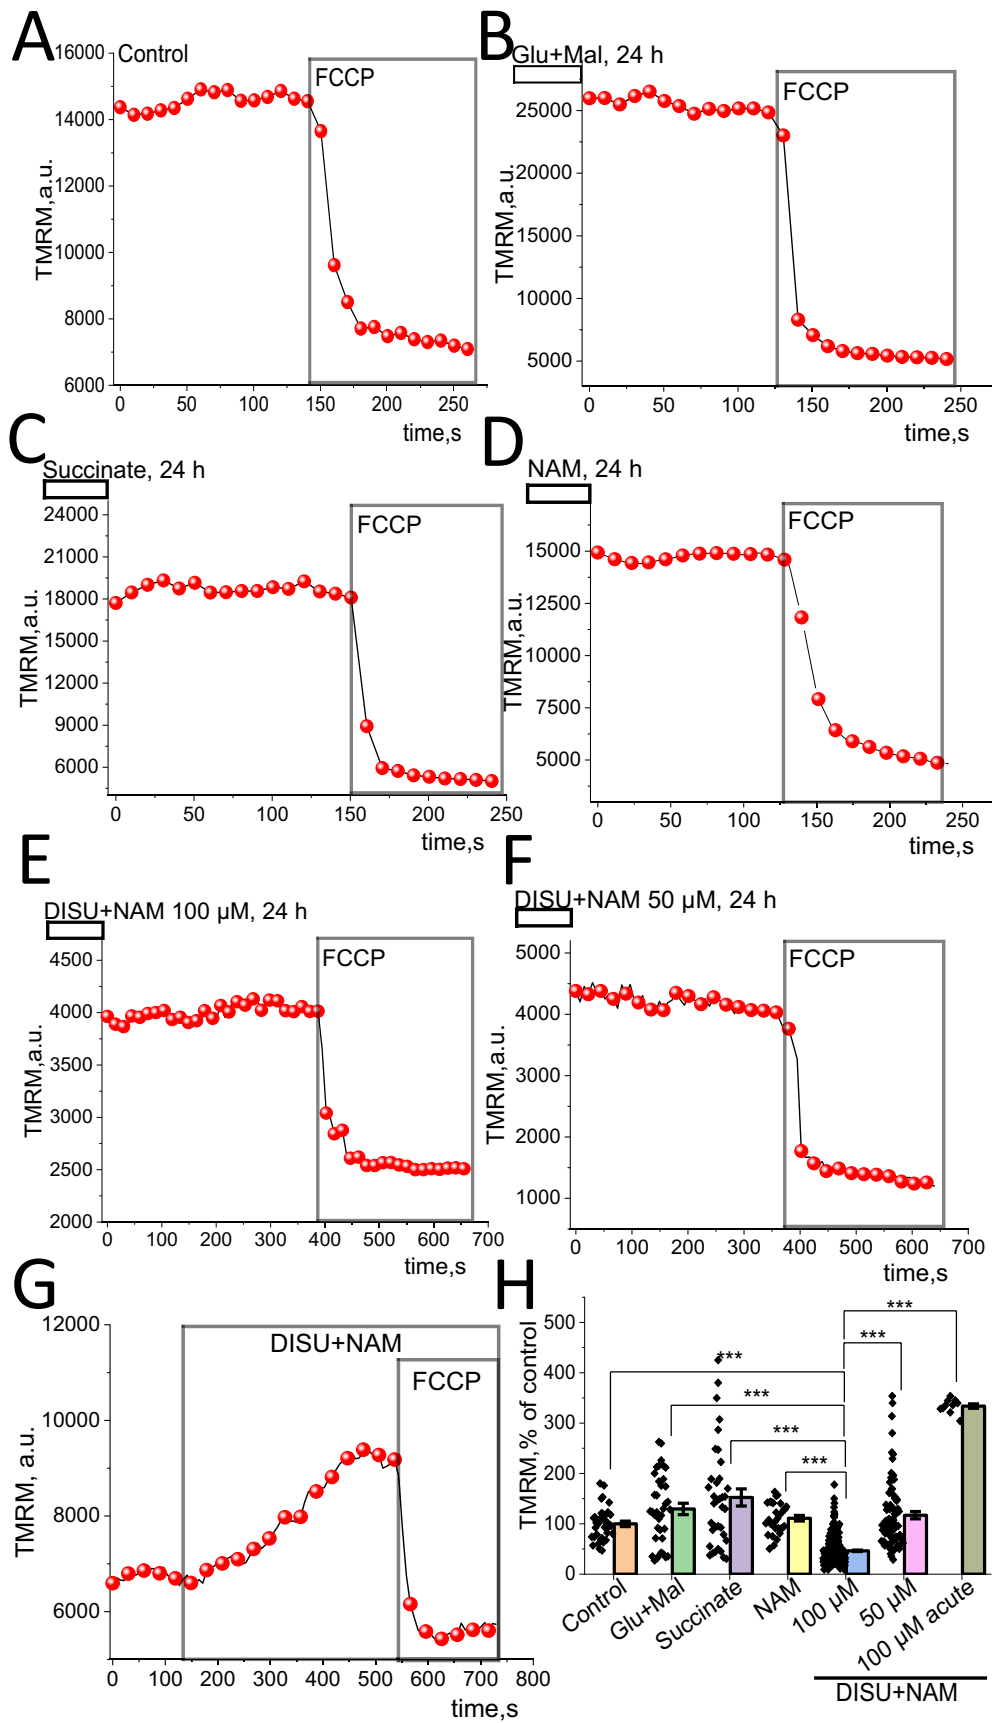 A
Control
FCCP
16000
14000
12000
10000
8000
6000
TMRM,a.u.
0 50 100 150 200 250
time,s
B
Glu+Mal, 24 h
FCCP
25000
20000
15000
10000
5000
TMRM,a.u.
0 50 100 150 200 250
time,s
C
Succinate, 24 h
FCCP
24000
21000
18000
15000
12000
9000
6000
TMRM,a.u.
0 50 100 150 200 250
time,s
D
NAM, 24 h
FCCP
15000
12500
10000
7500
5000
TMRM,a.u.
0 50 100 150 200 250
time,s
E
DISU+NAM 100 µM, 24 h
FCCP
4500
4000
3500
3000
2500
2000
TMRM,a.u.
0 100 200 300 400 500 600 700
time,s
F
DISU+NAM 50 µM, 24 h
FCCP
5000
4000
3000
2000
1000
TMRM,a.u.
0 100 200 300 400 500 600 700
time,s
G
DISU+NAM
FCCP
12000
10000
8000
6000
TMRM, a.u.
0 100 200 300 400 500 600 700 800
time,s
H
500
400
300
200
100
0
TMRM,% of control
***
***
***
***
***
***
Control
Glu+Mal
Succinate
NAM
100 µM
50 µM
100 µM acute
DISU+NAM